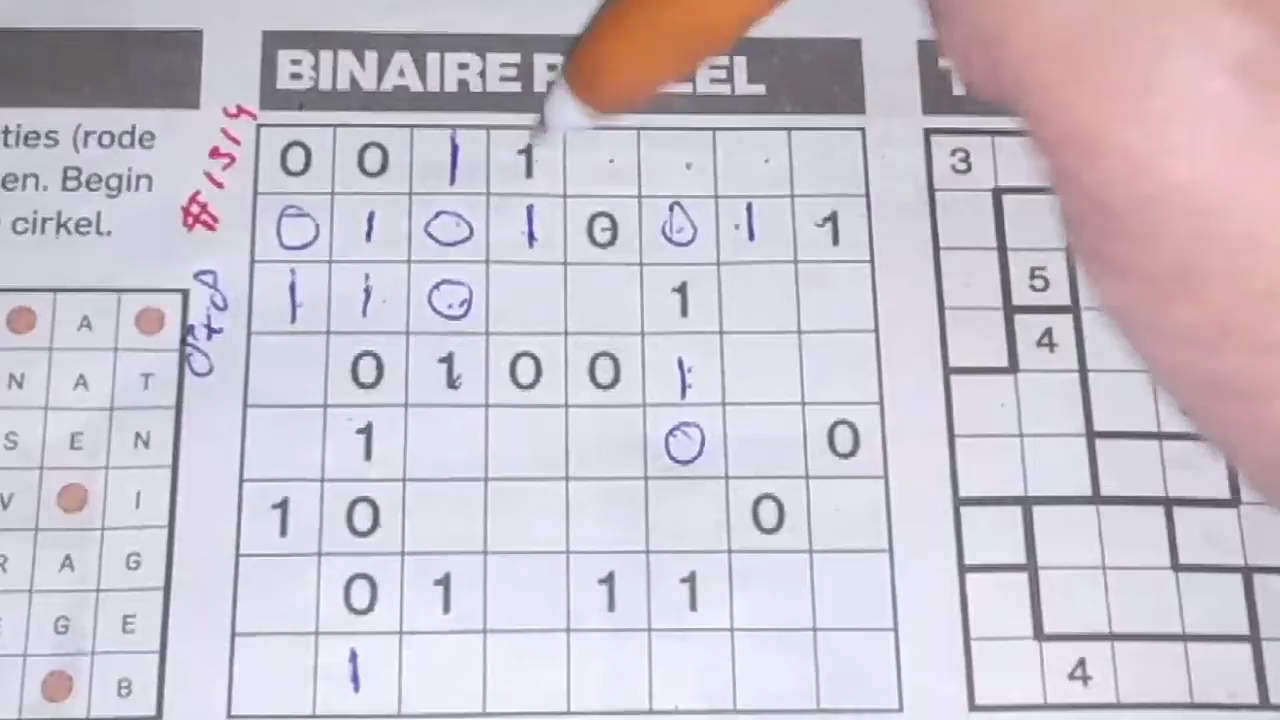 BINAIRE P EL
ties (rode
en. Begin
cirkel.
#1319
A
N A T
S E N
V I
R A G
G E
B
0 0 1 1
0 1 0 1 0 0 1 1
1 1 0 1
0 1 0 0 1
1 0 0
1 0 0
0 1 1 1
1
3
5
4
4